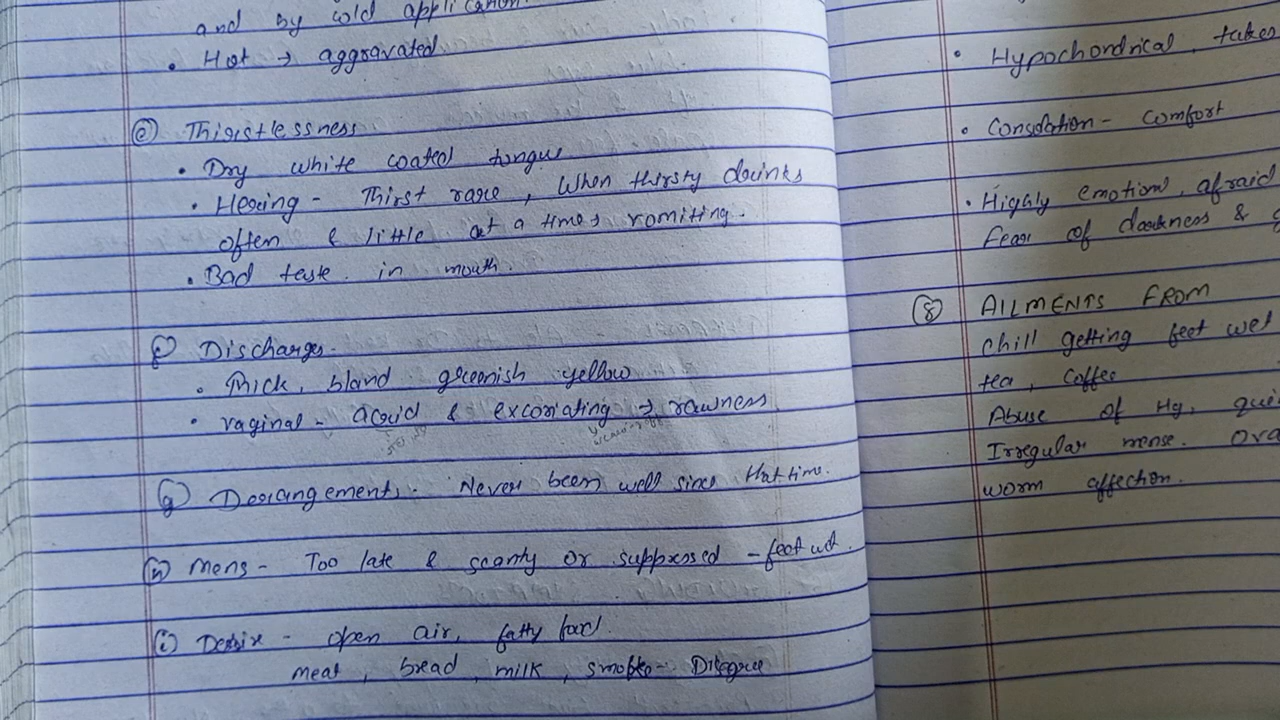 and by cold application
• Hot → aggravated
(e) Thirstlessness
• Dry white coated tongue
• Hering - Thirst rare, When thirsty drinks
often & little at a time → vomiting.
• Bad taste in mouth.
(f) Discharges.
• Thick, bland greenish yellow
• vaginal - acrid & excoriating → rawness
(g) Derangements. Never been well since that time.
(h) Mens - Too late & scanty or suppressed - feet wet.
(i) Desire - open air, fatty food
meat, bread, milk, smoke - Disagree
• Hypochondrical, takes
• Consolation - comfort
• Highly emotional, afraid
fear of darkness &
(8) AILMENTS FROM
Chill getting feet wet
tea, coffee
Abuse of Hg,
Irregular mense.
worm affection.